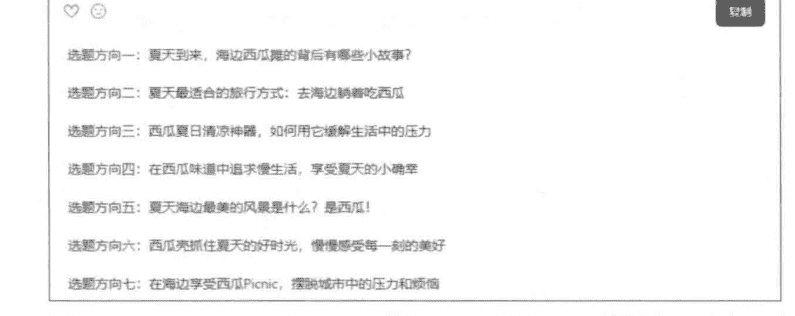 复制
选题方向一：夏天到来，海边西瓜摊的背后有哪些小故事？
选题方向二：夏天最适合的旅行方式：去海边躺着吃西瓜
选题方向三：西瓜夏日清凉神器，如何用它缓解生活中的压力
选题方向四：在西瓜味道中追求慢生活，享受夏天的小确幸
选题方向五：夏天海边最美的风景是什么？是西瓜！
选题方向六：西瓜亮抓住夏天的好时光，慢慢感受每一刻的美好
选题方向七：在海边享受西瓜Picnic，摆脱城市中的压力和烦恼